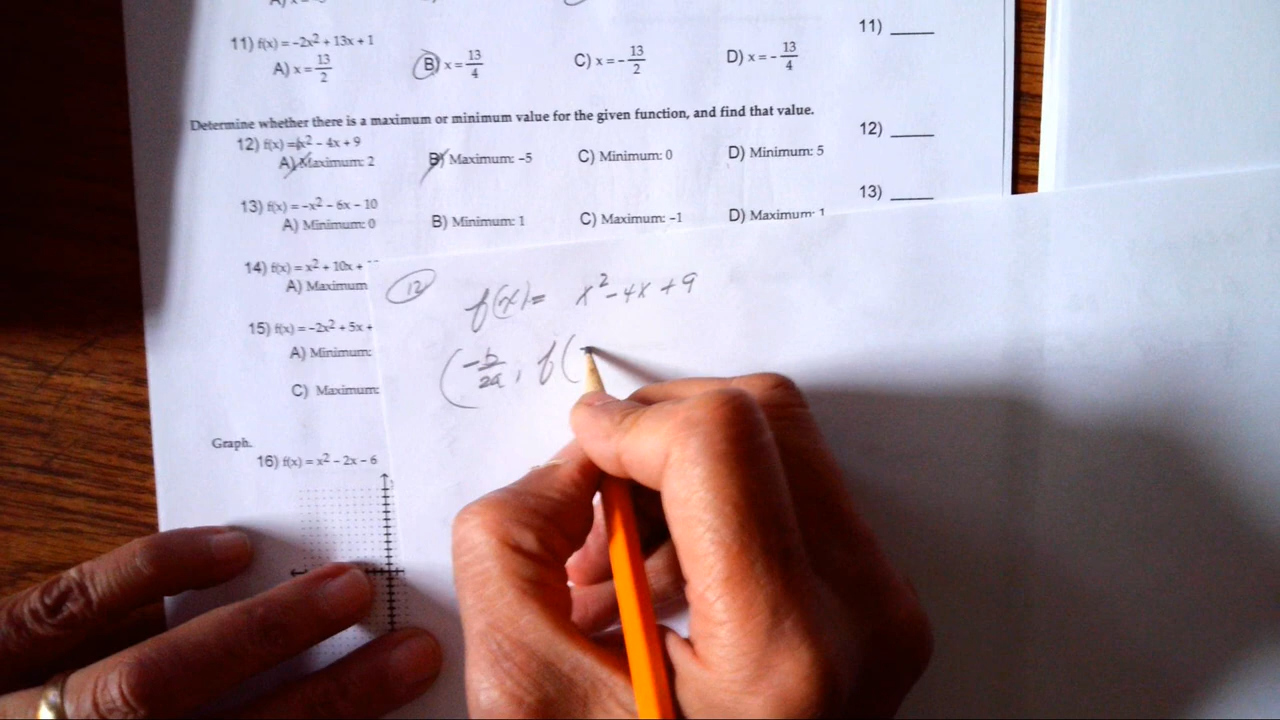 11) f(x) = -2x² + 13x + 1
11) ____
A) x = 13/2 B) x = 13/4 C) x = -13/2 D) x = -13/4
Determine whether there is a maximum or minimum value for the given function, and find that value.
12) f(x) = x² - 4x + 9
12) ____
A) Maximum: 2 B) Maximum: -5 C) Minimum: 0 D) Minimum: 5
13) f(x) = -x² - 6x - 10
13) ____
A) Minimum: 0 B) Minimum: 1 C) Maximum: -1 D) Maximum: 1
14) f(x) = x² + 10x +
A) Maximum
15) f(x) = -2x² + 5x +
A) Minimum:
C) Maximum:
Graph.
16) f(x) = x² - 2x - 6
12 f(x) = x² - 4x + 9
(-b/2a, f(-